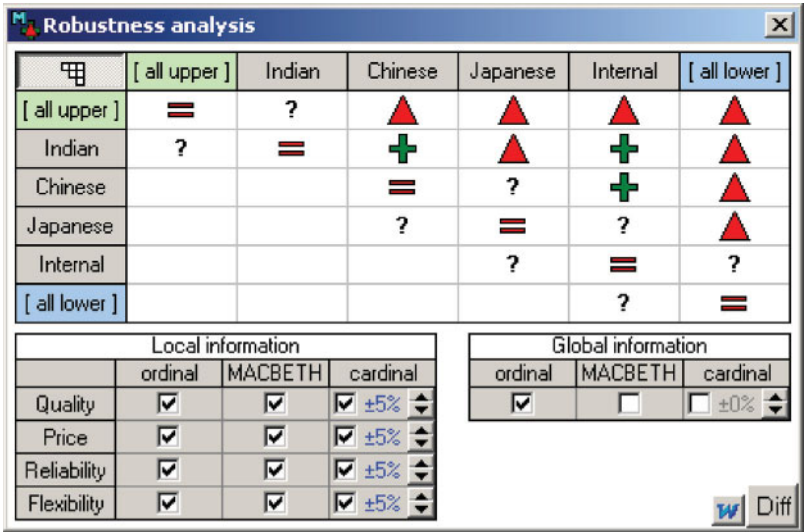 M Robustness analysis
[ all upper ] Indian Chinese Japanese Internal [ all lower ]
[ all upper ] = ?
Indian ? = + +
Chinese = ? +
Japanese ? = ?
Internal ? = ?
[ all lower ] ? =
Local information Global information
ordinal MACBETH cardinal ordinal MACBETH cardinal
Quality ±5% ±0%
Price ±5%
Reliability ±5%
Flexibility ±5%
W Diff